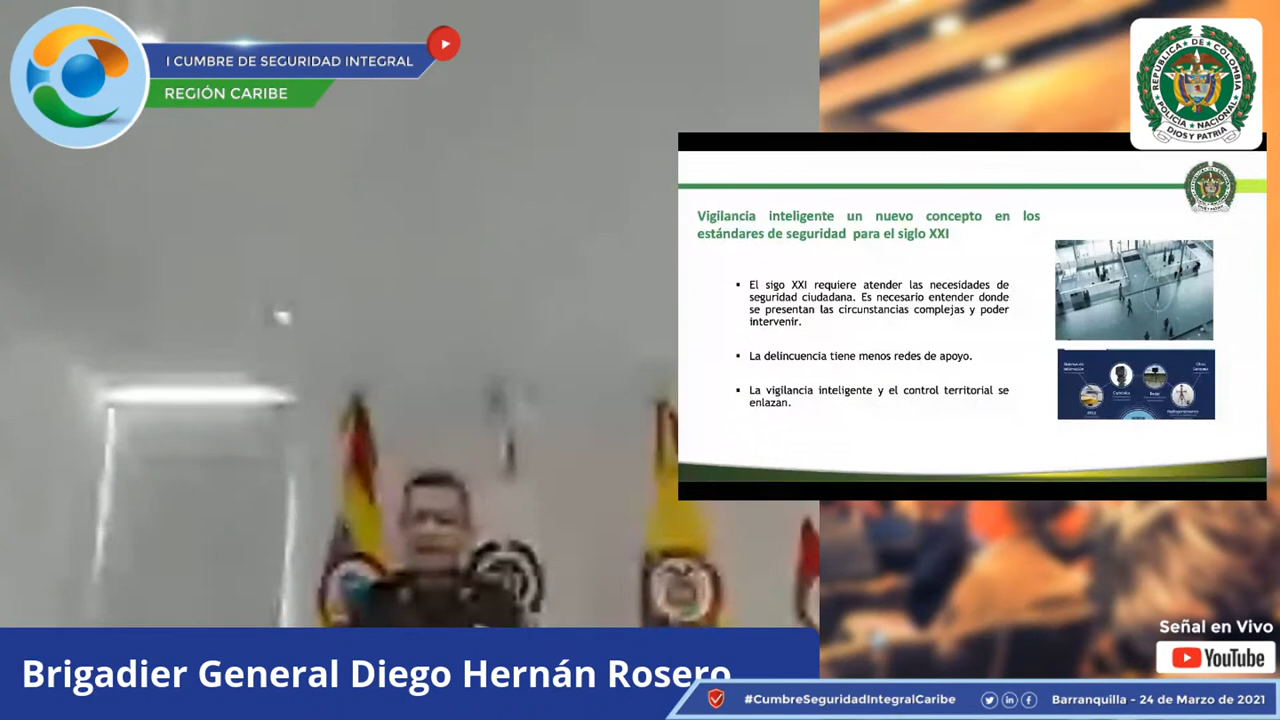 I CUMBRE DE SEGURIDAD INTEGRAL
REGIÓN CARIBE
REPÚBLICA DE COLOMBIA
POLICÍA NACIONAL
DIOS Y PATRIA
Vigilancia inteligente un nuevo concepto en los
estándares de seguridad para el siglo XXI
▪ El sigo XXI requiere atender las necesidades de
seguridad ciudadana. Es necesario entender donde
se presentan las circunstancias complejas y poder
intervenir.
▪ La delincuencia tiene menos redes de apoyo.
▪ La vigilancia inteligente y el control territorial se
enlazan.
Señal en Vivo
YouTube
Brigadier General Diego Hernán Rosero
#CumbreSeguridadIntegralCaribe
Barranquilla - 24 de Marzo de 2021